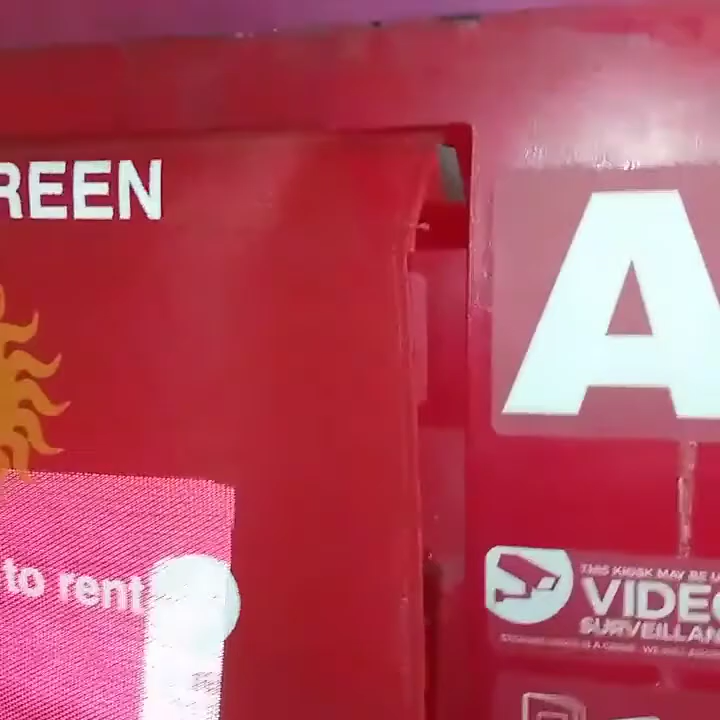 REEN
A
to rent
THIS KIOSK MAY BE U
VIDEO
SURVEILLAN